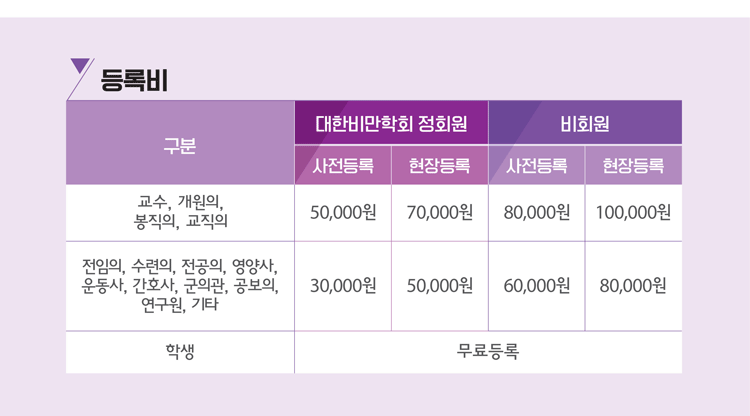 등록비
구분
대한비만학회 정회원
비회원
사전등록
현장등록
사전등록
현장등록
교수, 개원의,
봉직의, 교직의
50,000원
70,000원
80,000원
100,000원
전임의, 수련의, 전공의, 영양사,
운동사, 간호사, 군의관, 공보의,
연구원, 기타
30,000원
50,000원
60,000원
80,000원
학생
무료등록